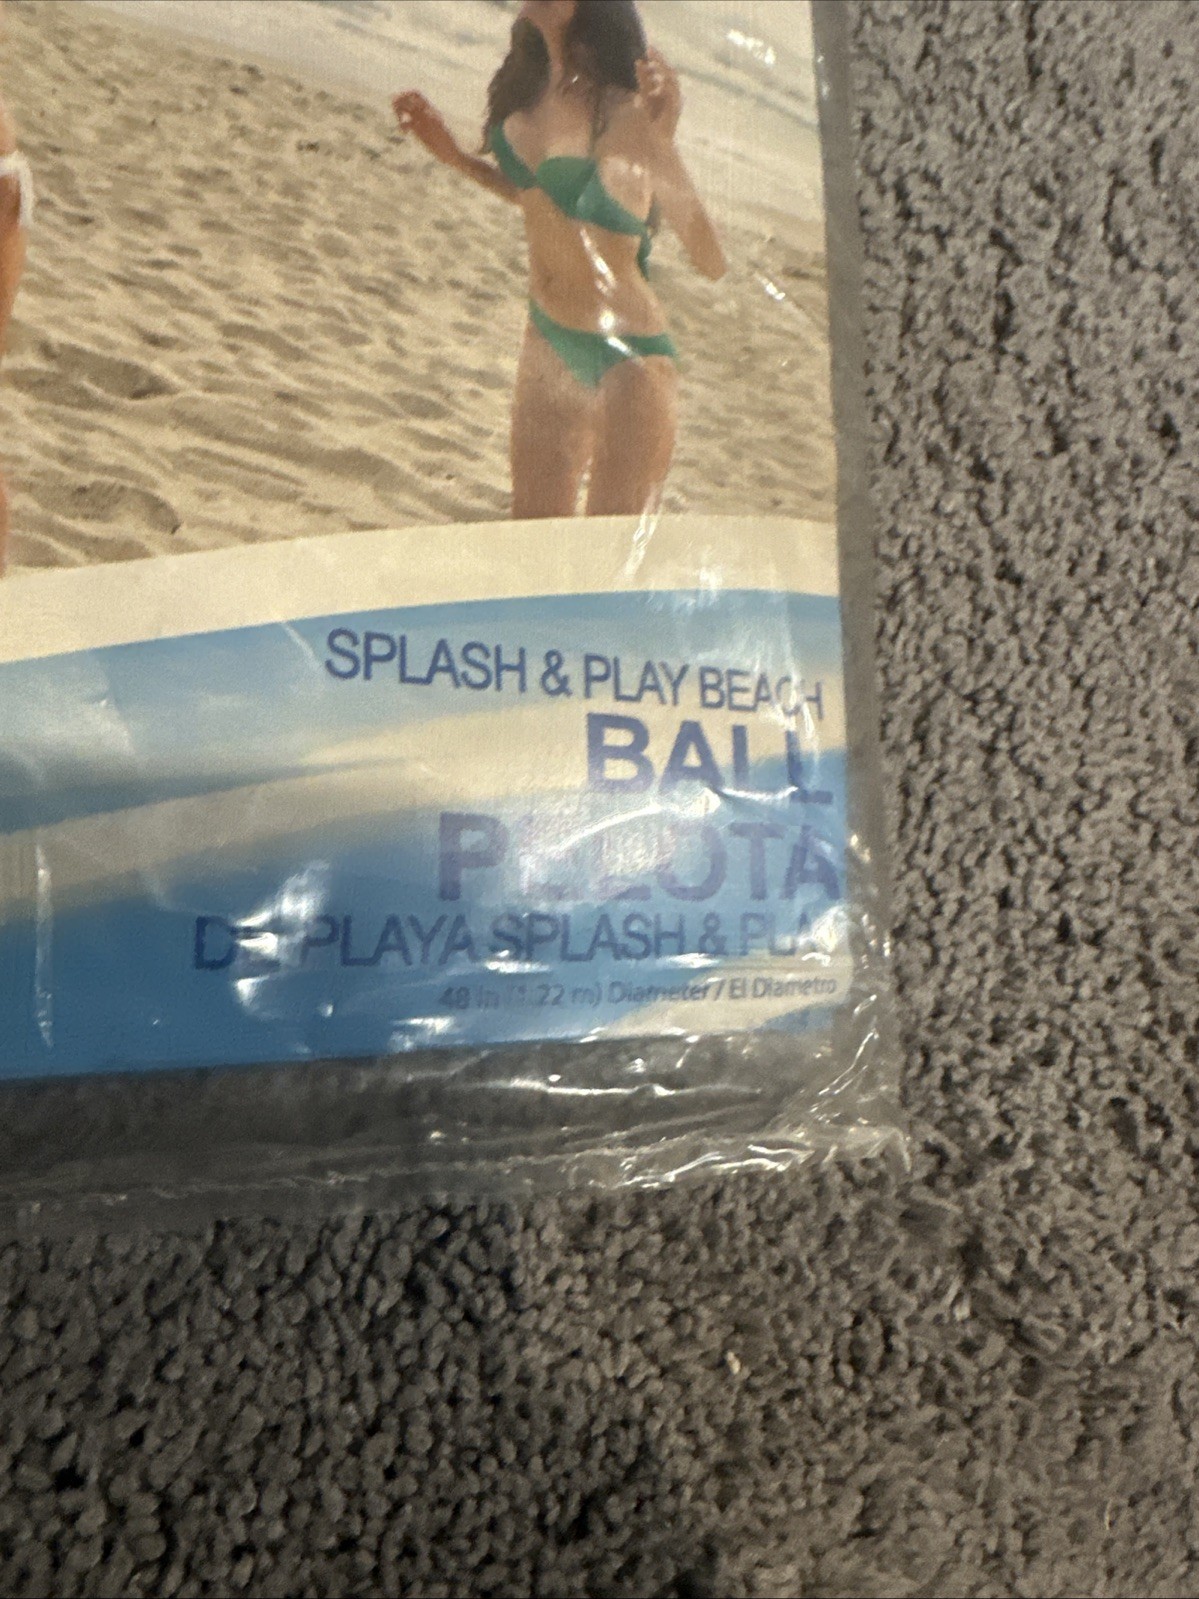 SPLASH & PLAY BEACH
BALL
PELOTA
DE PLAYA SPLASH & PLAY
48 in (1.22 m) Diameter / El Diametro